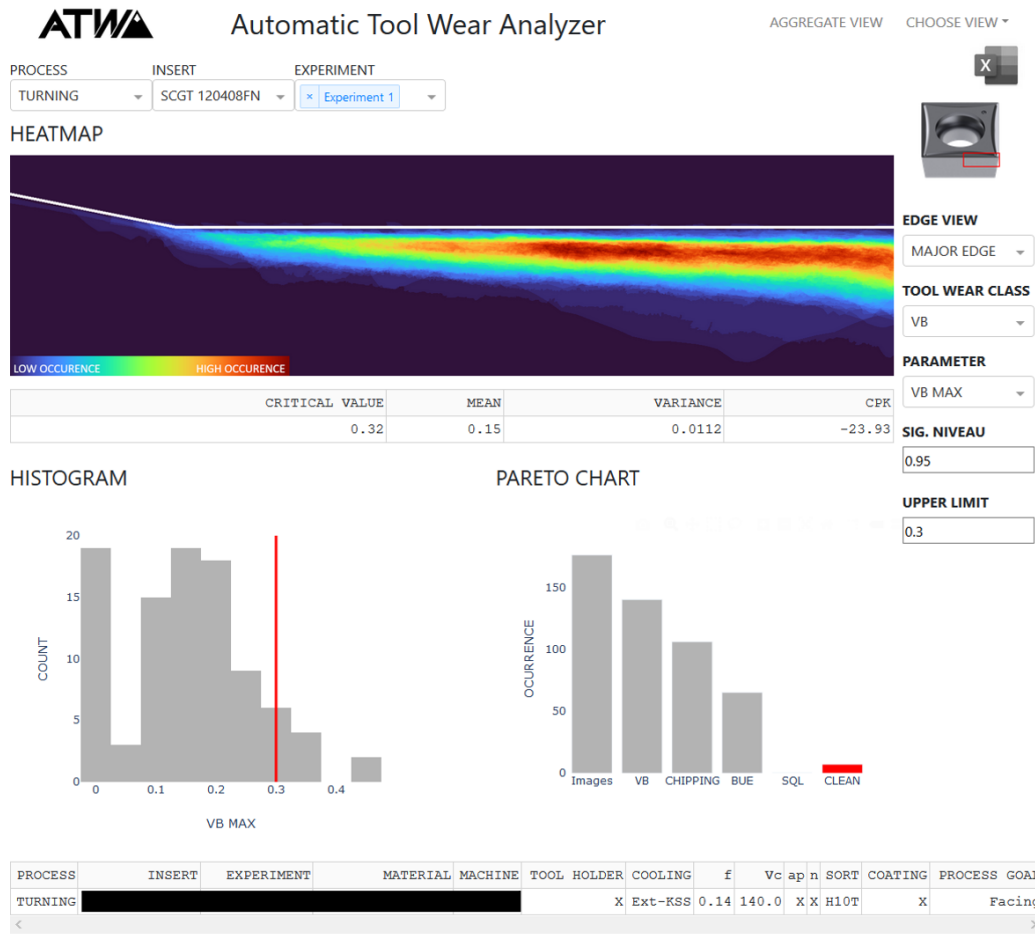 ATWA Automatic Tool Wear Analyzer AGGREGATE VIEW CHOOSE VIEW
X
PROCESS INSERT EXPERIMENT
TURNING SCGT 120408FN × Experiment 1
HEATMAP
LOW OCCURENCE HIGH OCCURENCE
EDGE VIEW
MAJOR EDGE
TOOL WEAR CLASS
VB
PARAMETER
VB MAX
SIG. NIVEAU
0.95
UPPER LIMIT
0.3
CRITICAL VALUE MEAN VARIANCE CPK
0.32 0.15 0.0112 -23.93
HISTOGRAM
20
15
10
5
0
COUNT
0 0.1 0.2 0.3 0.4
VB MAX
PARETO CHART
150
100
50
0
OCURRENCE
Images VB CHIPPING BUE SQL CLEAN
PROCESS INSERT EXPERIMENT MATERIAL MACHINE TOOL HOLDER COOLING f Vc ap n SORT COATING PROCESS GOAL
TURNING X Ext-KSS 0.14 140.0 X X H10T X Facing